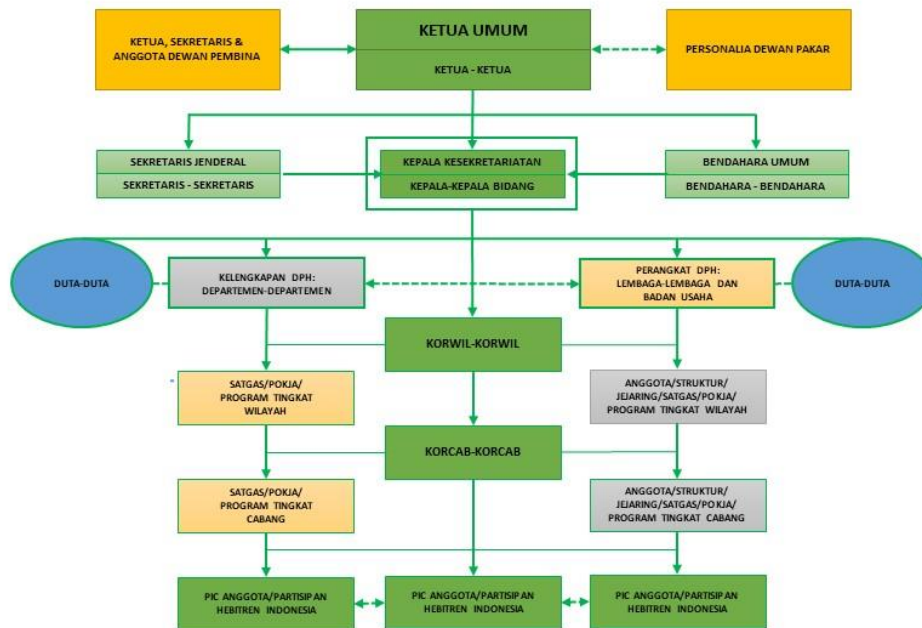 KETUA, SEKRETARIS &
ANGGOTA DEWAN PEMBINA
KETUA UMUM
KETUA - KETUA
PERSONALIA DEWAN PAKAR
SEKRETARIS JENDERAL
SEKRETARIS - SEKRETARIS
KEPALA KESEKRETARIATAN
KEPALA-KEPALA BIDANG
BENDAHARA UMUM
BENDAHARA - BENDAHARA
DUTA-DUTA
KELENGKAPAN DPH:
DEPARTEMEN-DEPARTEMEN
PERANGKAT DPH:
LEMBAGA-LEMBAGA DAN
BADAN USAHA
DUTA-DUTA
KORWIL-KORWIL
SATGAS/POKJA/
PROGRAM TINGKAT
WILAYAH
ANGGOTA/STRUKTUR/
JEJARING/SATGAS/POKJA/
PROGRAM TINGKAT WILAYAH
KORCAB-KORCAB
SATGAS/POKJA/
PROGRAM TINGKAT
CABANG
ANGGOTA/STRUKTUR/
JEJARING/SATGAS/POKJA/
PROGRAM TINGKAT CABANG
PIC ANGGOTA/PARTISIPAN
HEBITREN INDONESIA
PIC ANGGOTA/PARTISIPAN
HEBITREN INDONESIA
PIC ANGGOTA/PARTISIPAN
HEBITREN INDONESIA